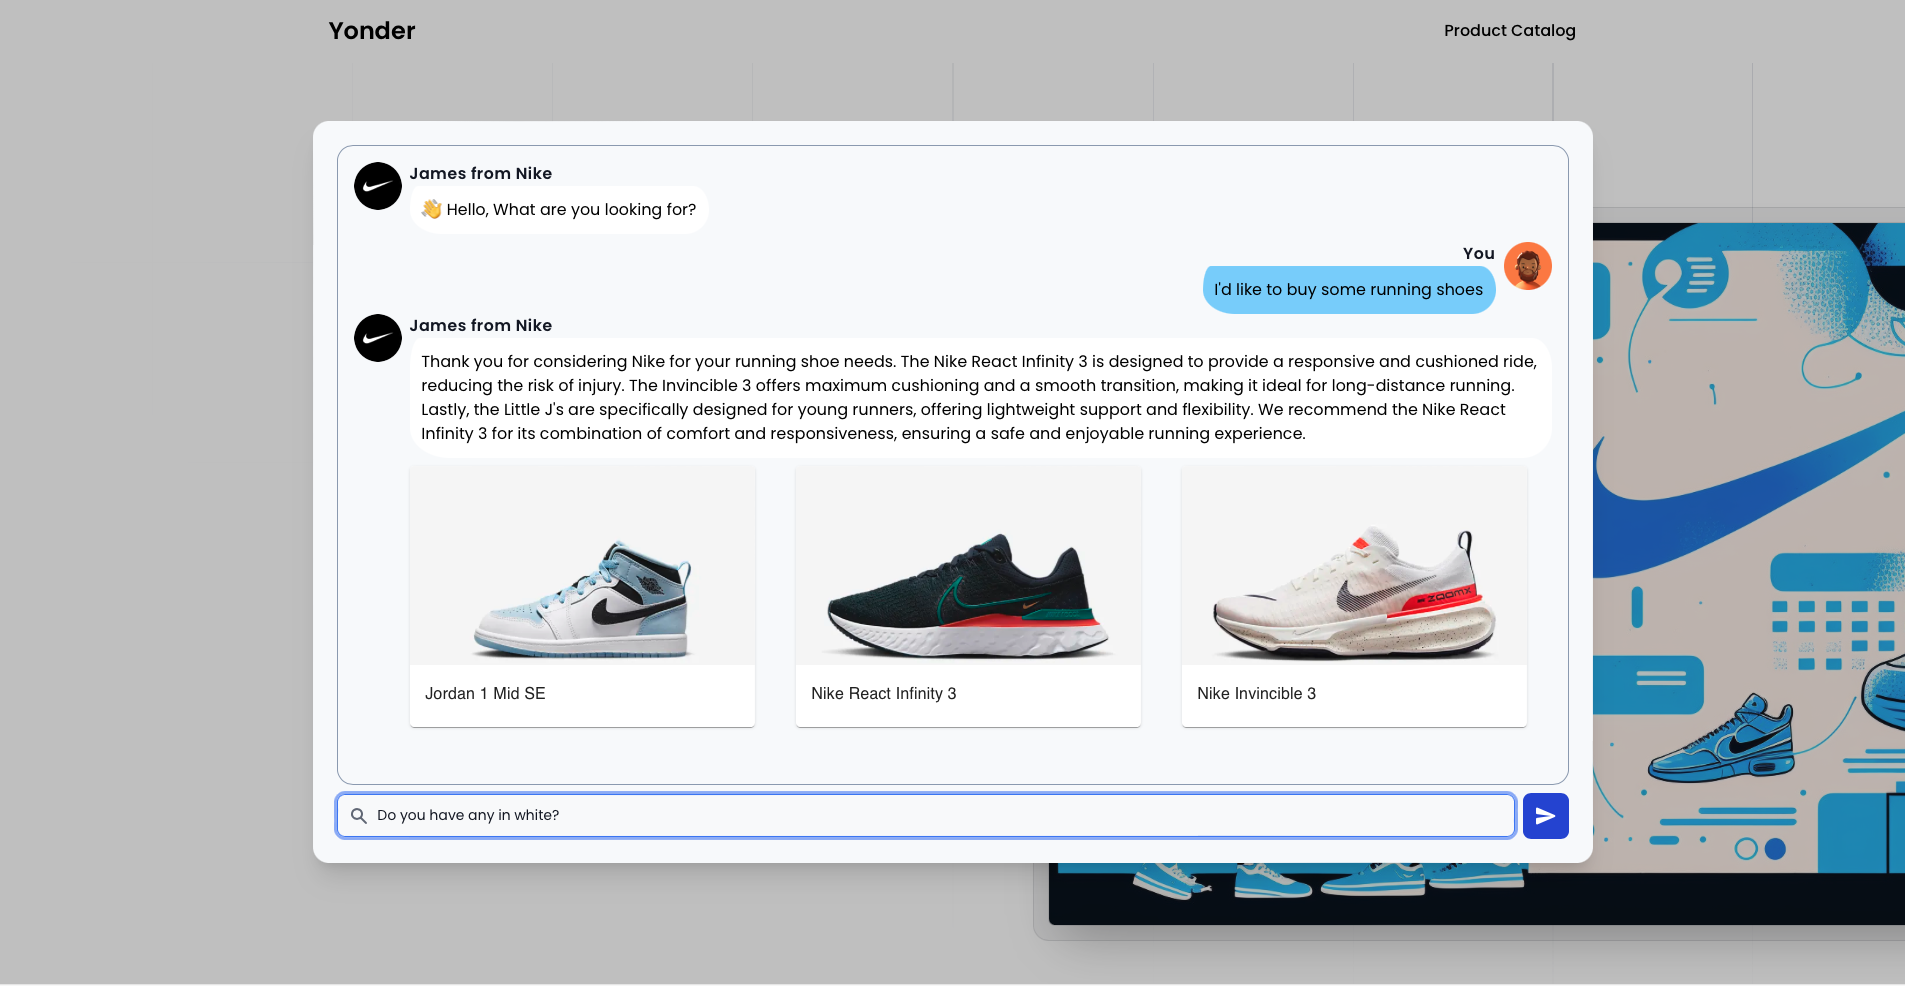 Yonder
Product Catalog
James from Nike
👋 Hello, What are you looking for?
You
I'd like to buy some running shoes
James from Nike
Thank you for considering Nike for your running shoe needs. The Nike React Infinity 3 is designed to provide a responsive and cushioned ride,
reducing the risk of injury. The Invincible 3 offers maximum cushioning and a smooth transition, making it ideal for long-distance running.
Lastly, the Little J's are specifically designed for young runners, offering lightweight support and flexibility. We recommend the Nike React
Infinity 3 for its combination of comfort and responsiveness, ensuring a safe and enjoyable running experience.
ZOOMX
Jordan 1 Mid SE
Nike React Infinity 3
Nike Invincible 3
Do you have any in white?